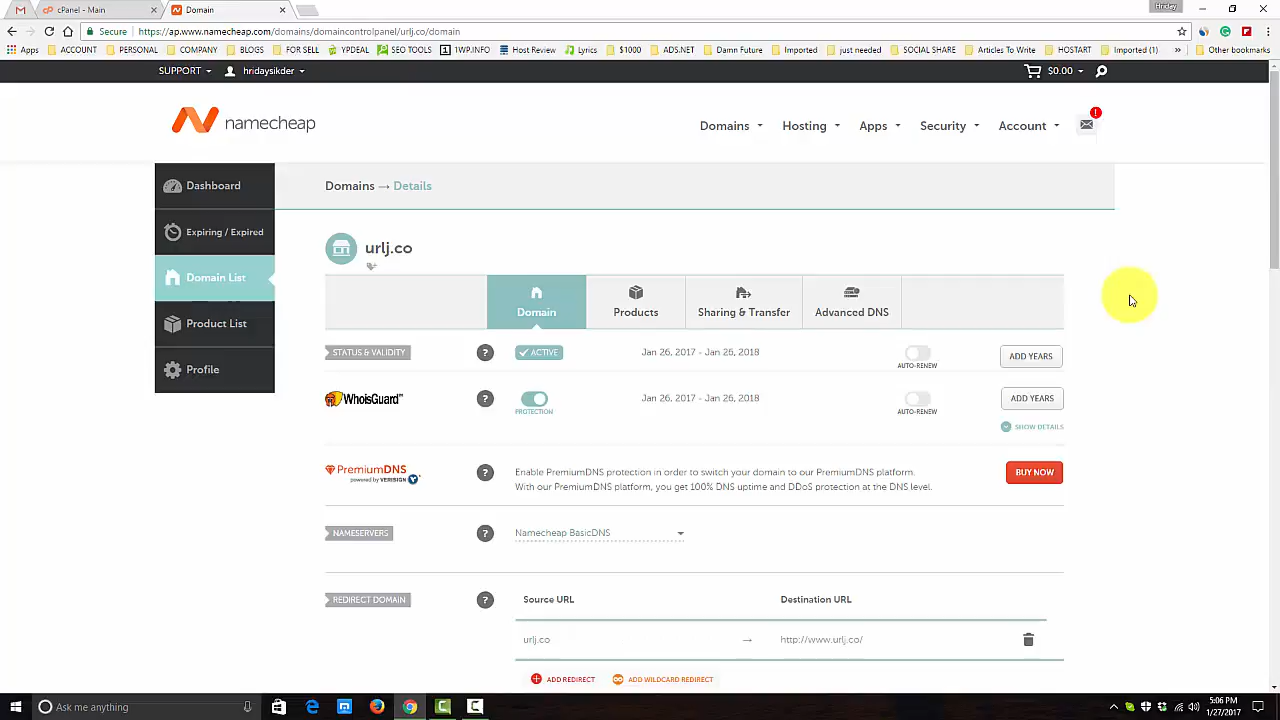 Hriday
cPanel - Main
Domain
Secure
https://ap.www.namecheap.com/domains/domaincontrolpanel/urlj.co/domain
Apps ACCOUNT PERSONAL COMPANY BLOGS FOR SELL YPDEAL SEO TOOLS 1WP.INFO Host Review Lyrics $1000 ADS.NET Damn Future Imported just needed SOCIAL SHARE Articles To Write HOSTART Imported (1) » Other bookmarks
SUPPORT hridaysikder $0.00
namecheap
Domains Hosting Apps Security Account
!
Dashboard
Expiring / Expired
Domain List
Product List
Profile
Domains → Details
urlj.co
Domain Products Sharing & Transfer Advanced DNS
STATUS & VALIDITY ? ACTIVE Jan 26, 2017 - Jan 25, 2018 AUTO-RENEW ADD YEARS
WhoisGuard™ ? PROTECTION Jan 26, 2017 - Jan 26, 2018 AUTO-RENEW ADD YEARS
SHOW DETAILS
PremiumDNS powered by VERISIGN ? Enable PremiumDNS protection in order to switch your domain to our PremiumDNS platform. BUY NOW
With our PremiumDNS platform, you get 100% DNS uptime and DDoS protection at the DNS level.
NAMESERVERS ? Namecheap BasicDNS
REDIRECT DOMAIN ? Source URL Destination URL
urlj.co → http://www.urlj.co/
ADD REDIRECT ADD WILDCARD REDIRECT
Ask me anything
5:06 PM
1/27/2017